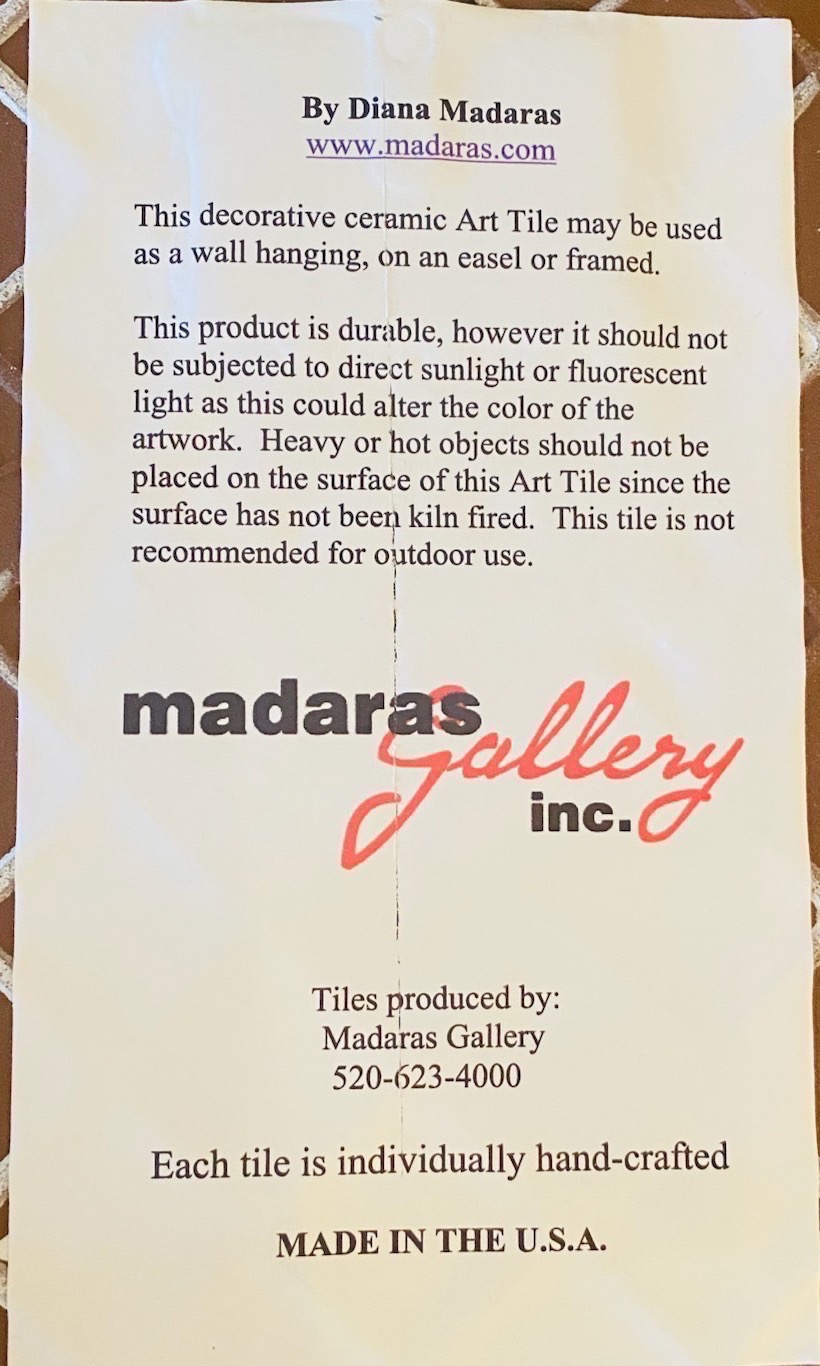 By Diana Madaras
www.madaras.com
This decorative ceramic Art Tile may be used
as a wall hanging, on an easel or framed.
This product is durable, however it should not
be subjected to direct sunlight or fluorescent
light as this could alter the color of the
artwork.  Heavy or hot objects should not be
placed on the surface of this Art Tile since the
surface has not been kiln fired.  This tile is not
recommended for outdoor use.
madaras
Gallery
inc.
Tiles produced by:
Madaras Gallery
520-623-4000
Each tile is individually hand-crafted
MADE IN THE U.S.A.